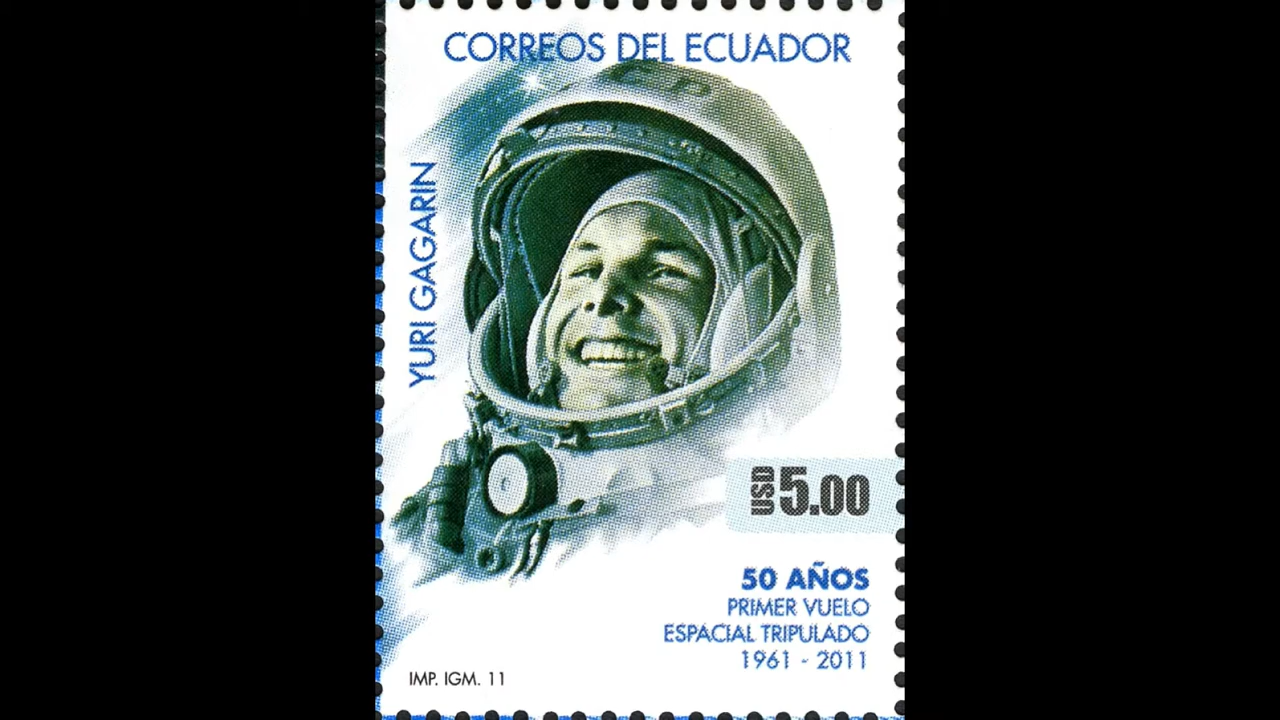 CORREOS DEL ECUADOR
YURI GAGARIN
USD 5.00
50 AÑOS
PRIMER VUELO
ESPACIAL TRIPULADO
1961 - 2011
IMP. IGM. 11